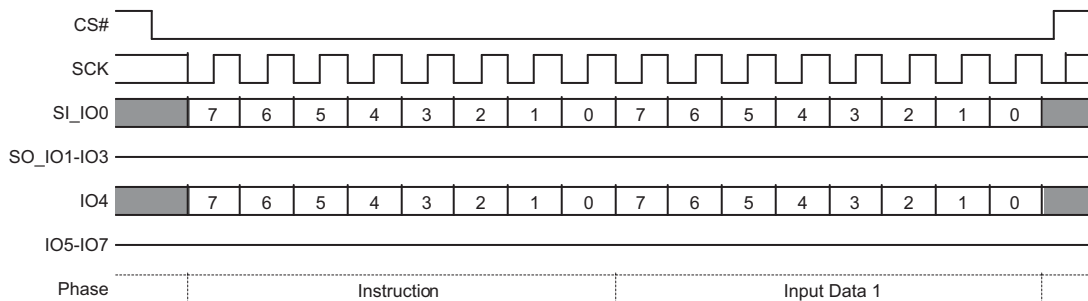 CS#
SCK
SI_IO0 7 6 5 4 3 2 1 0 7 6 5 4 3 2 1 0
SO_IO1-IO3
IO4 7 6 5 4 3 2 1 0 7 6 5 4 3 2 1 0
IO5-IO7
Phase Instruction Input Data 1